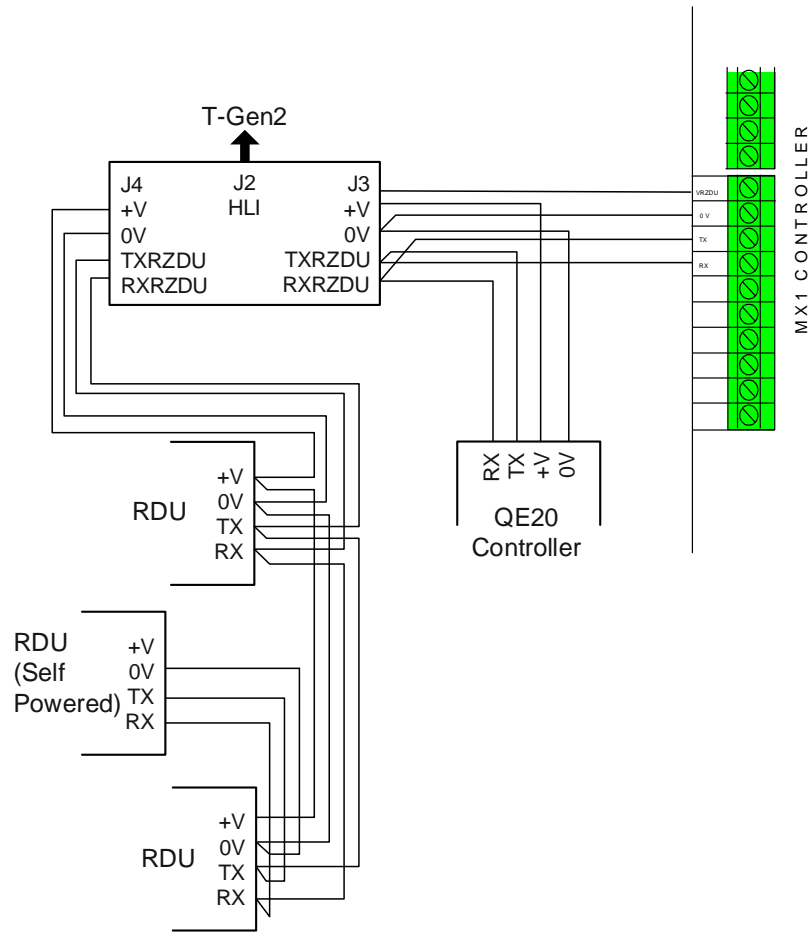 T-Gen2
J4
J2
J3
HLI
+V
0V
TXRZDU
RXRZDU
+V
0V
TXRZDU
RXRZDU
VRZDU
0 V
TX
RX
MX1 CONTROLLER
RX
TX
+V
0V
QE20
Controller
RDU
+V
0V
TX
RX
RDU
(Self
Powered)
+V
0V
TX
RX
RDU
+V
0V
TX
RX